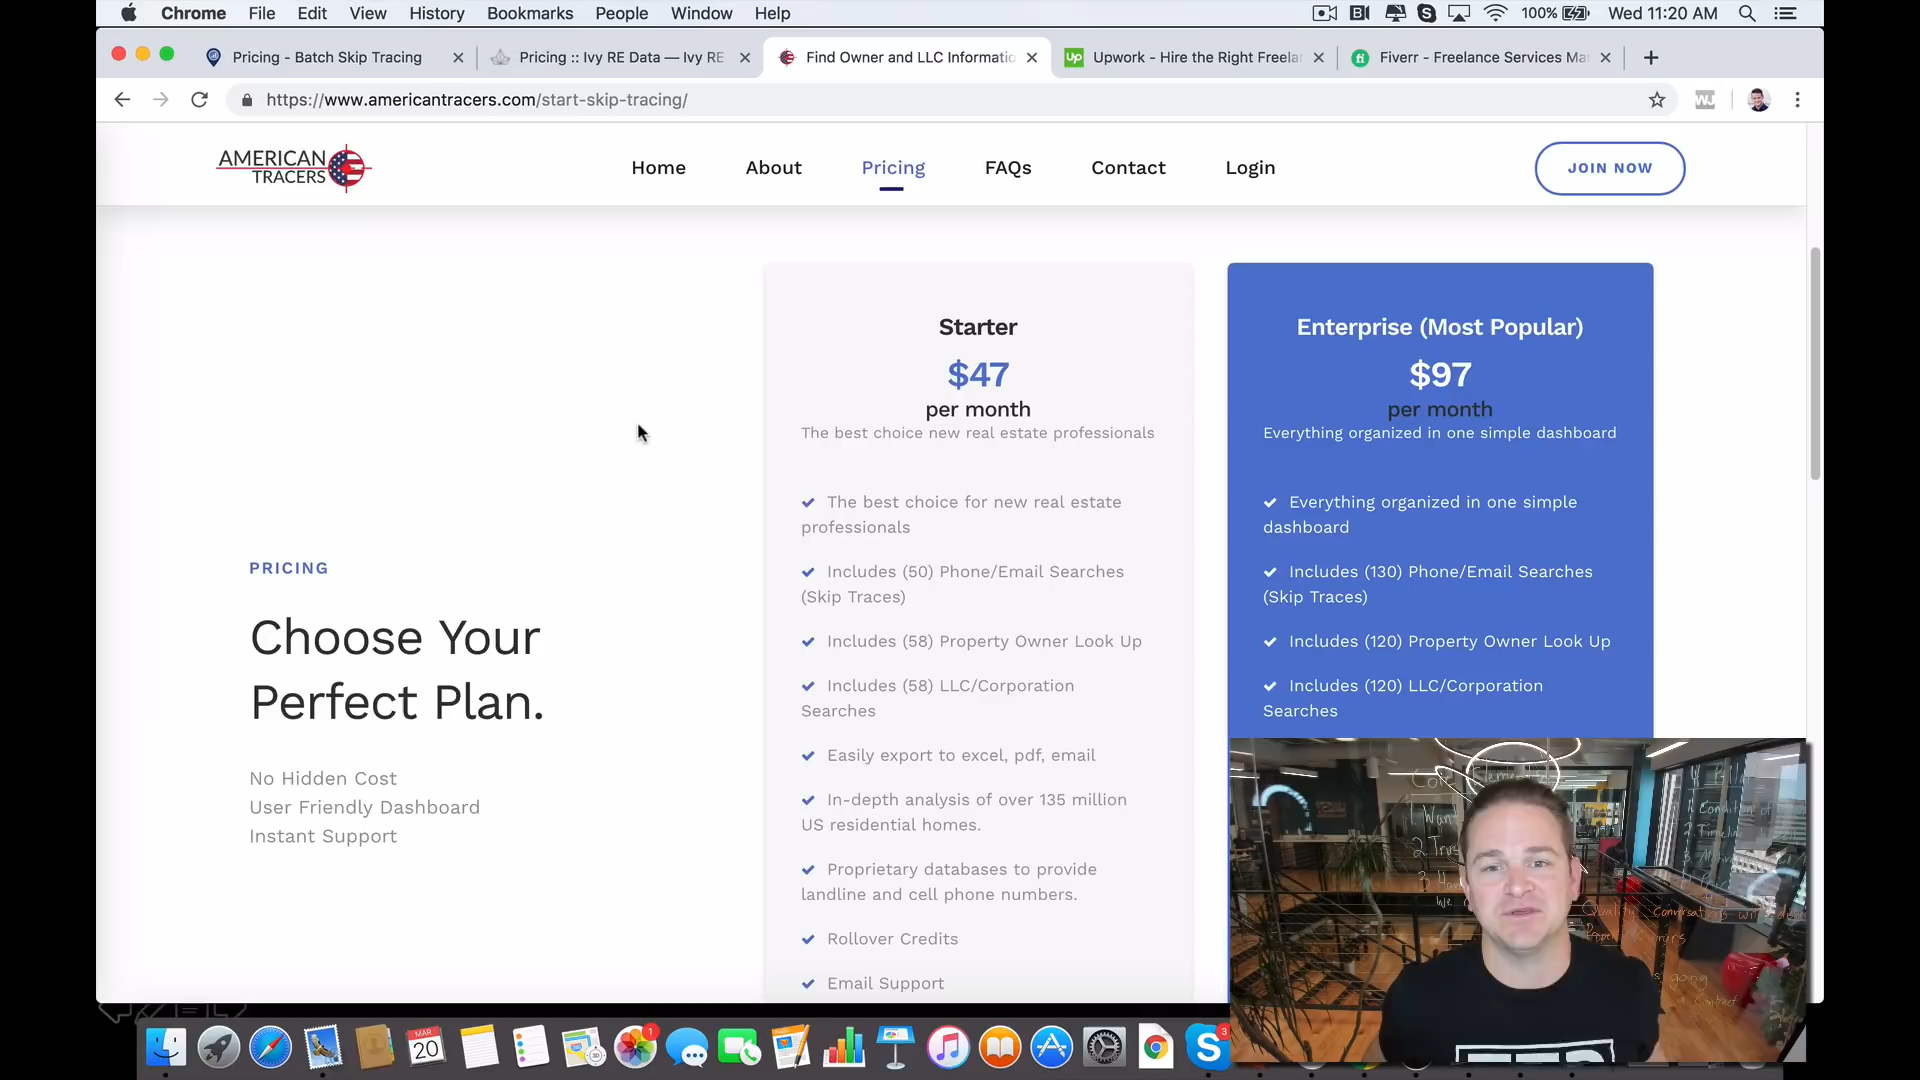 Chrome File Edit View History Bookmarks People Window Help
100% Wed 11:20 AM
Pricing - Batch Skip Tracing
Pricing :: Ivy RE Data — Ivy RE
Find Owner and LLC Informatio
Upwork - Hire the Right Freela
Fiverr - Freelance Services Ma
https://www.americantracers.com/start-skip-tracing/
AMERICAN
TRACERS
Home About Pricing FAQs Contact Login
JOIN NOW
PRICING
Choose Your
Perfect Plan.
No Hidden Cost
User Friendly Dashboard
Instant Support
Starter
$47
per month
The best choice new real estate professionals
The best choice for new real estate
professionals
Includes (50) Phone/Email Searches
(Skip Traces)
Includes (58) Property Owner Look Up
Includes (58) LLC/Corporation
Searches
Easily export to excel, pdf, email
In-depth analysis of over 135 million
US residential homes.
Proprietary databases to provide
landline and cell phone numbers.
Rollover Credits
Email Support
Enterprise (Most Popular)
$97
per month
Everything organized in one simple dashboard
Everything organized in one simple
dashboard
Includes (130) Phone/Email Searches
(Skip Traces)
Includes (120) Property Owner Look Up
Includes (120) LLC/Corporation
Searches
MAR
20
1
3